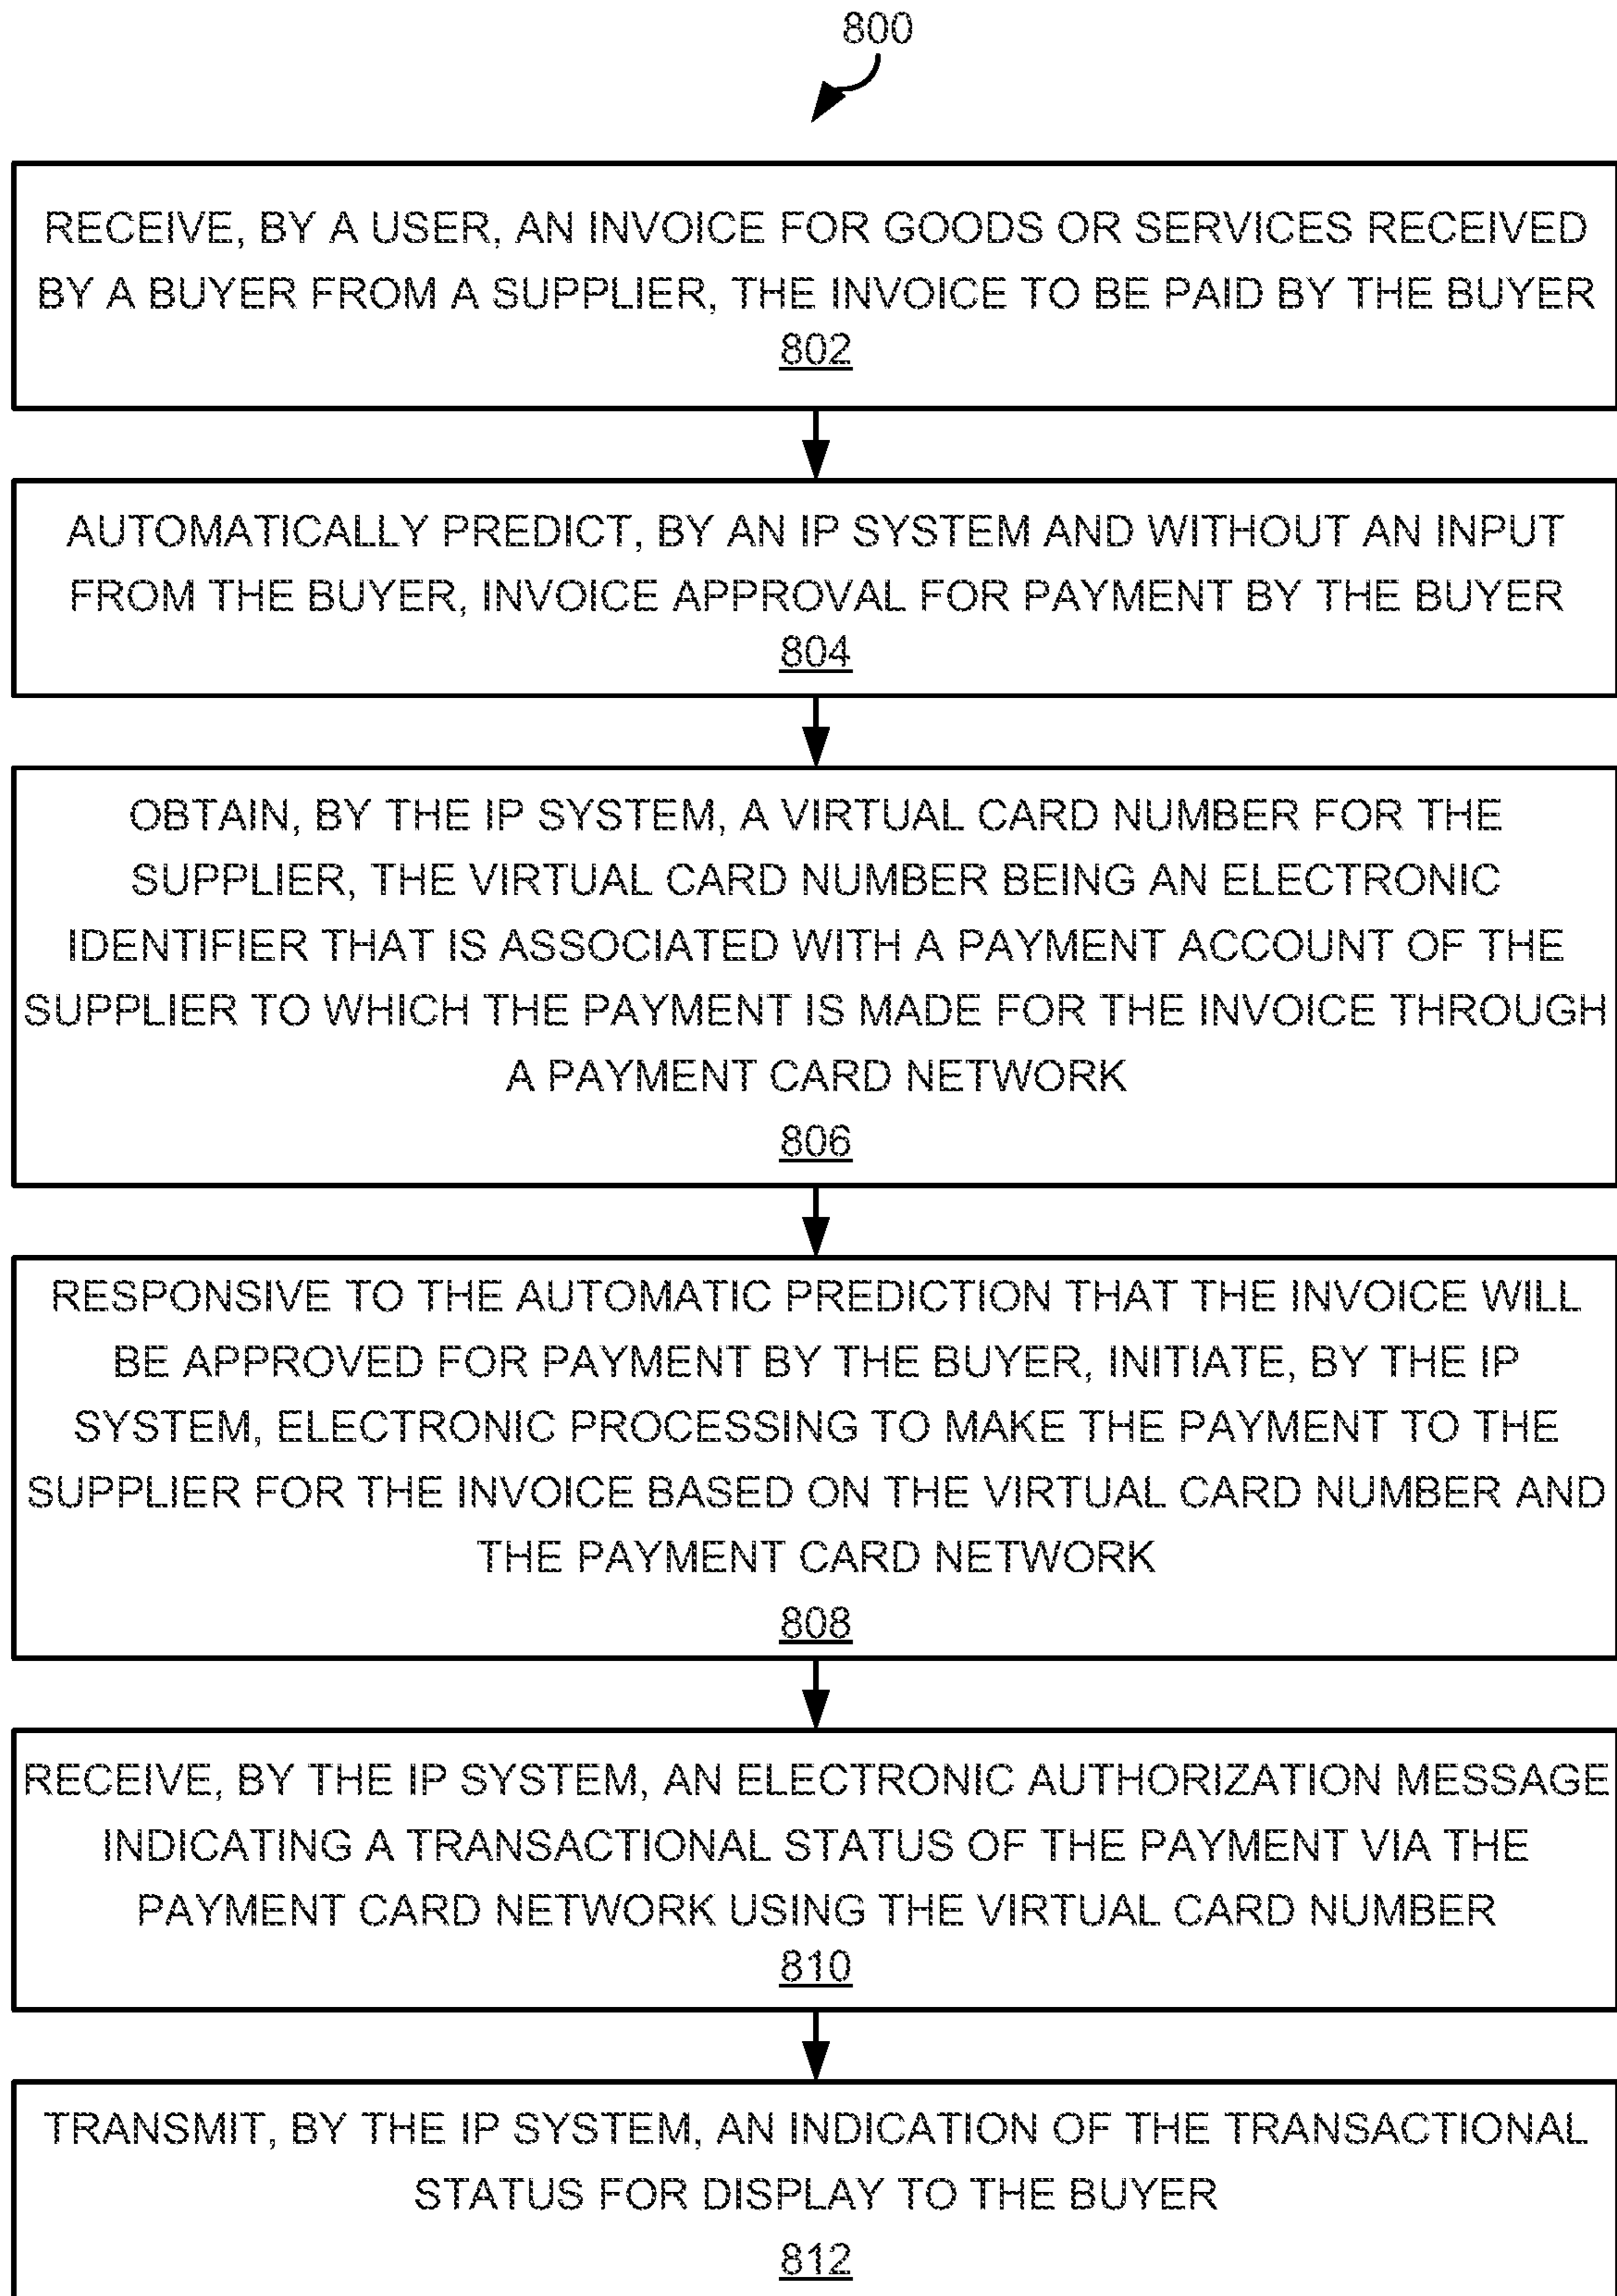 800
RECEIVE, BY A USER, AN INVOICE FOR GOODS OR SERVICES RECEIVED
BY A BUYER FROM A SUPPLIER, THE INVOICE TO BE PAID BY THE BUYER
802
AUTOMATICALLY PREDICT, BY AN IP SYSTEM AND WITHOUT AN INPUT
FROM THE BUYER, INVOICE APPROVAL FOR PAYMENT BY THE BUYER
804
OBTAIN, BY THE IP SYSTEM, A VIRTUAL CARD NUMBER FOR THE
SUPPLIER, THE VIRTUAL CARD NUMBER BEING AN ELECTRONIC
IDENTIFIER THAT IS ASSOCIATED WITH A PAYMENT ACCOUNT OF THE
SUPPLIER TO WHICH THE PAYMENT IS MADE FOR THE INVOICE THROUGH
A PAYMENT CARD NETWORK
806
RESPONSIVE TO THE AUTOMATIC PREDICTION THAT THE INVOICE WILL
BE APPROVED FOR PAYMENT BY THE BUYER, INITIATE, BY THE IP
SYSTEM, ELECTRONIC PROCESSING TO MAKE THE PAYMENT TO THE
SUPPLIER FOR THE INVOICE BASED ON THE VIRTUAL CARD NUMBER AND
THE PAYMENT CARD NETWORK
808
RECEIVE, BY THE IP SYSTEM, AN ELECTRONIC AUTHORIZATION MESSAGE
INDICATING A TRANSACTIONAL STATUS OF THE PAYMENT VIA THE
PAYMENT CARD NETWORK USING THE VIRTUAL CARD NUMBER
810
TRANSMIT, BY THE IP SYSTEM, AN INDICATION OF THE TRANSACTIONAL
STATUS FOR DISPLAY TO THE BUYER
812